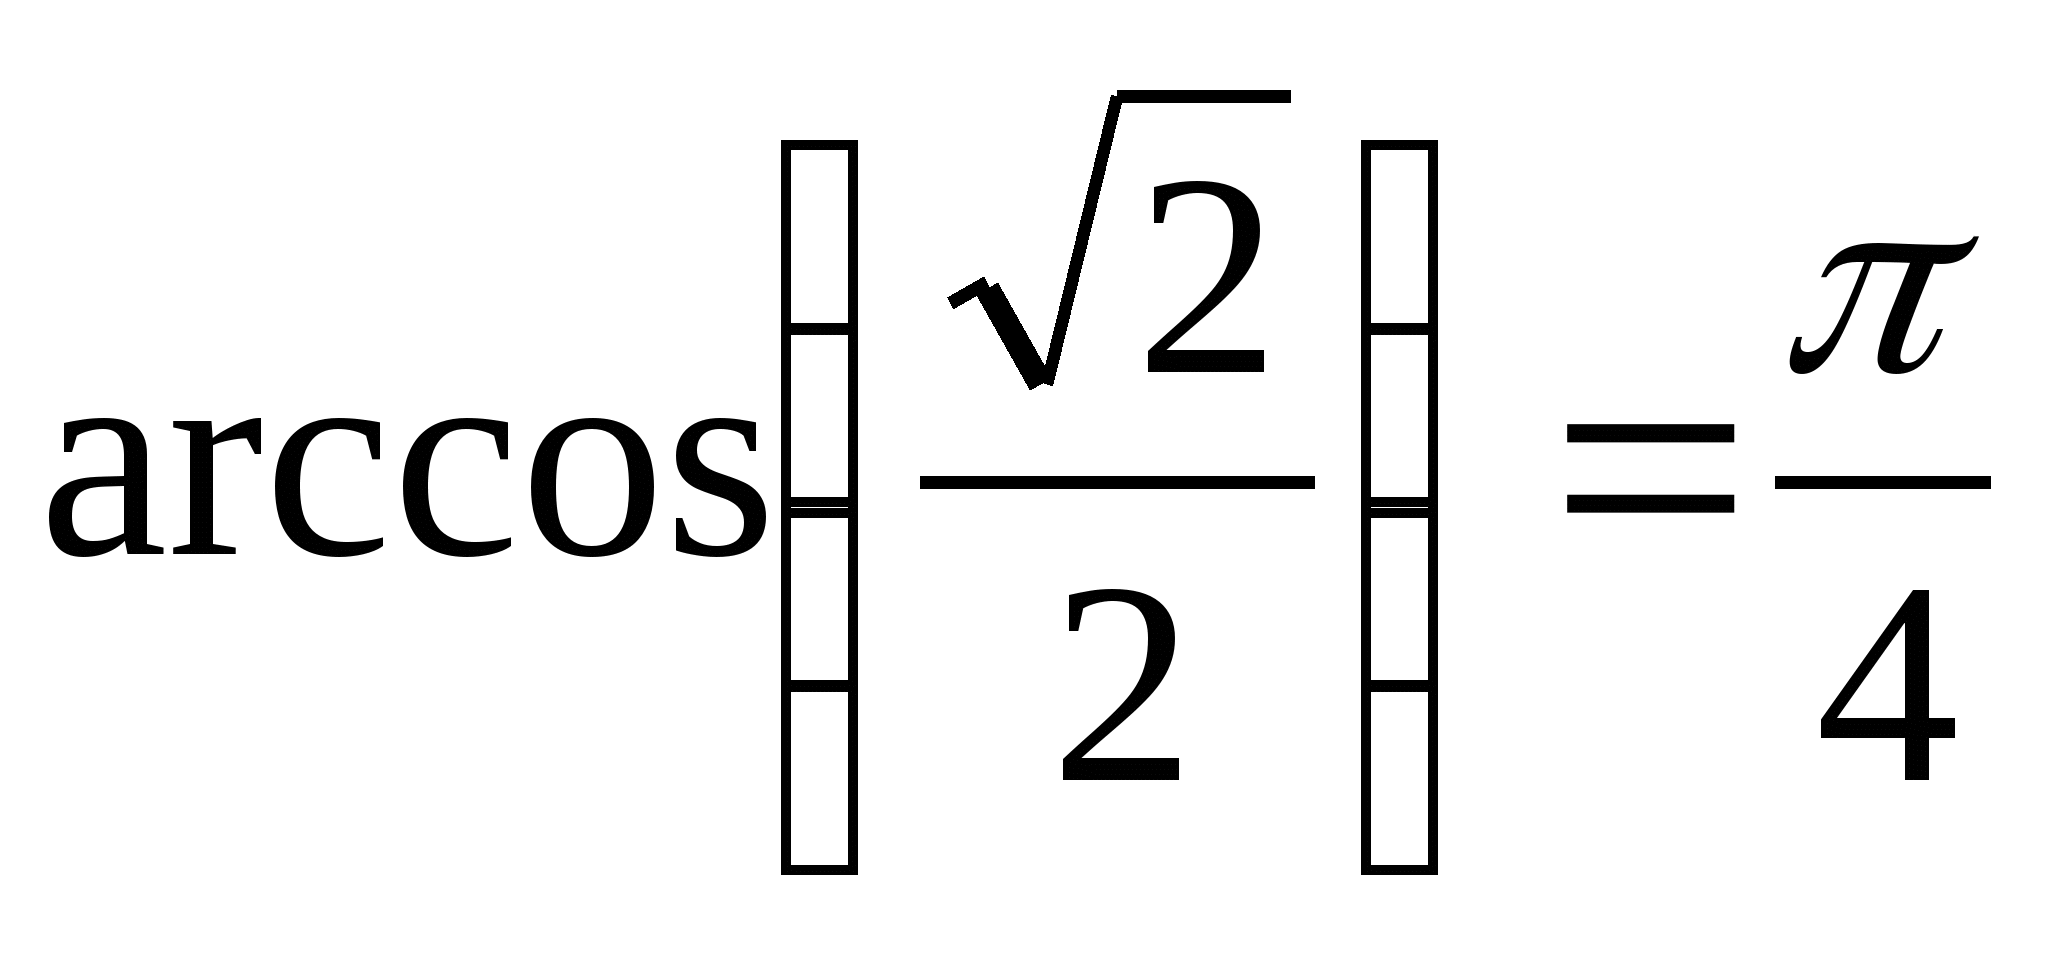 arccos(√2/2) = π/4